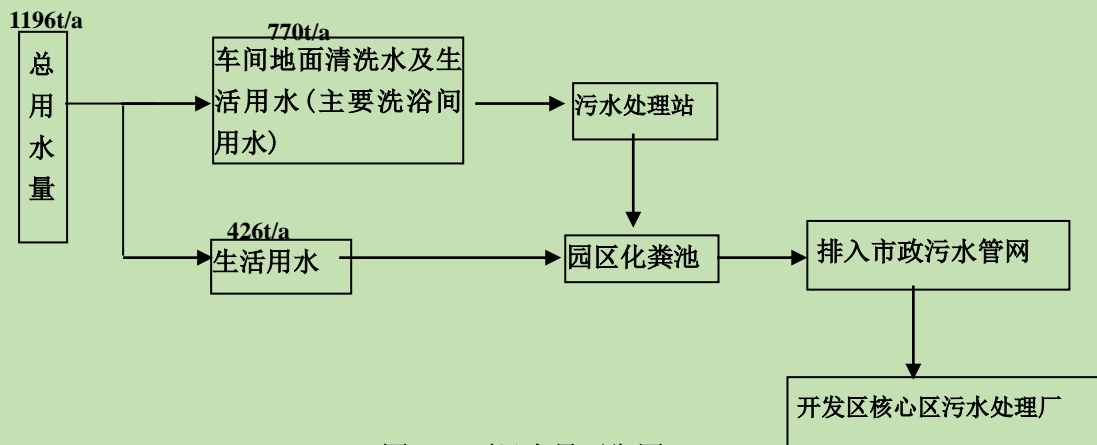 1196t/a
总
用
水
量
770t/a
车间地面清洗水及生
活用水(主要洗浴间
用水)
污水处理站
426t/a
生活用水
园区化粪池
排入市政污水管网
开发区核心区污水处理厂